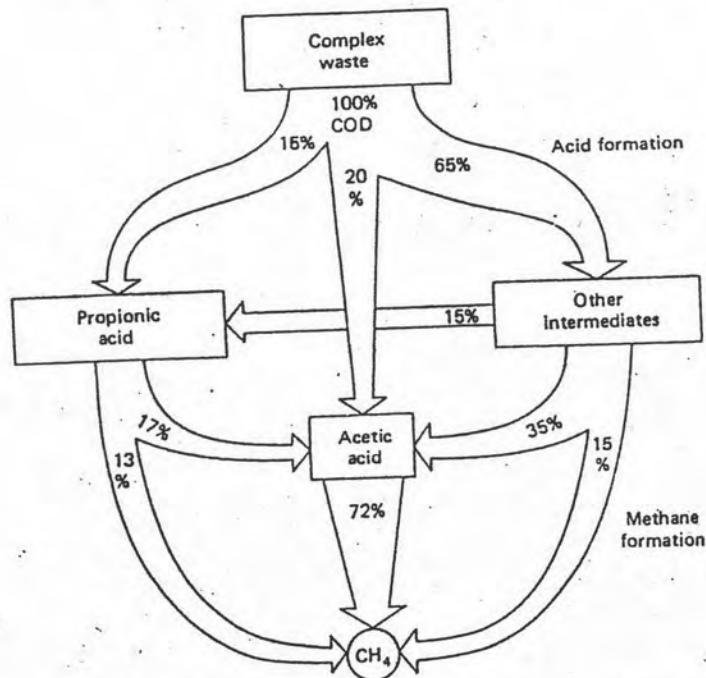 Complex
waste
100%
COD
15%
20
%
65%
Acid formation
Propionic
acid
15%
Other
intermediates
17%
13
%
Acetic
acid
35%
15
%
72%
Methane
formation
CH₄